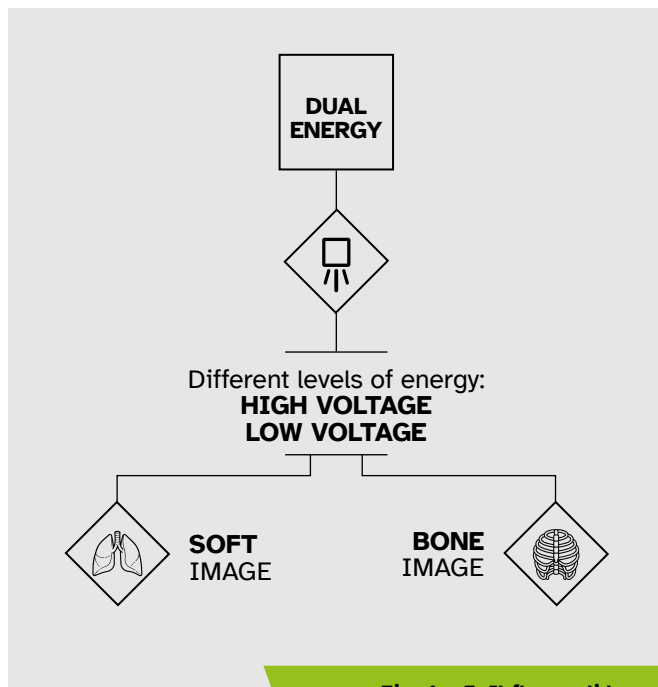 DUAL
ENERGY
Different levels of energy:
HIGH VOLTAGE
LOW VOLTAGE
SOFT
IMAGE
BONE
IMAGE